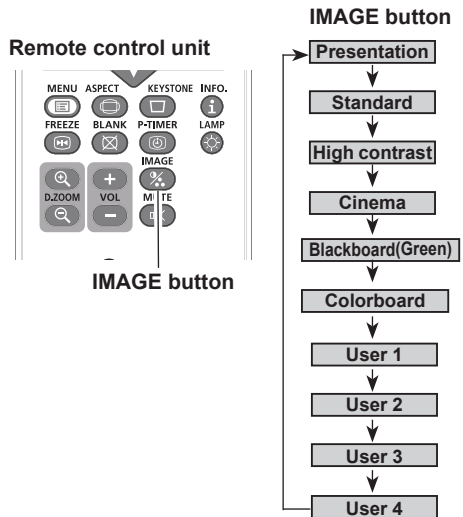 IMAGE button
Remote control unit
MENU ASPECT KEYSTONE INFO.
FREEZE BLANK P-TIMER LAMP
IMAGE
D.ZOOM VOL MUTE
IMAGE button
Presentation
Standard
High contrast
Cinema
Blackboard(Green)
Colorboard
User 1
User 2
User 3
User 4